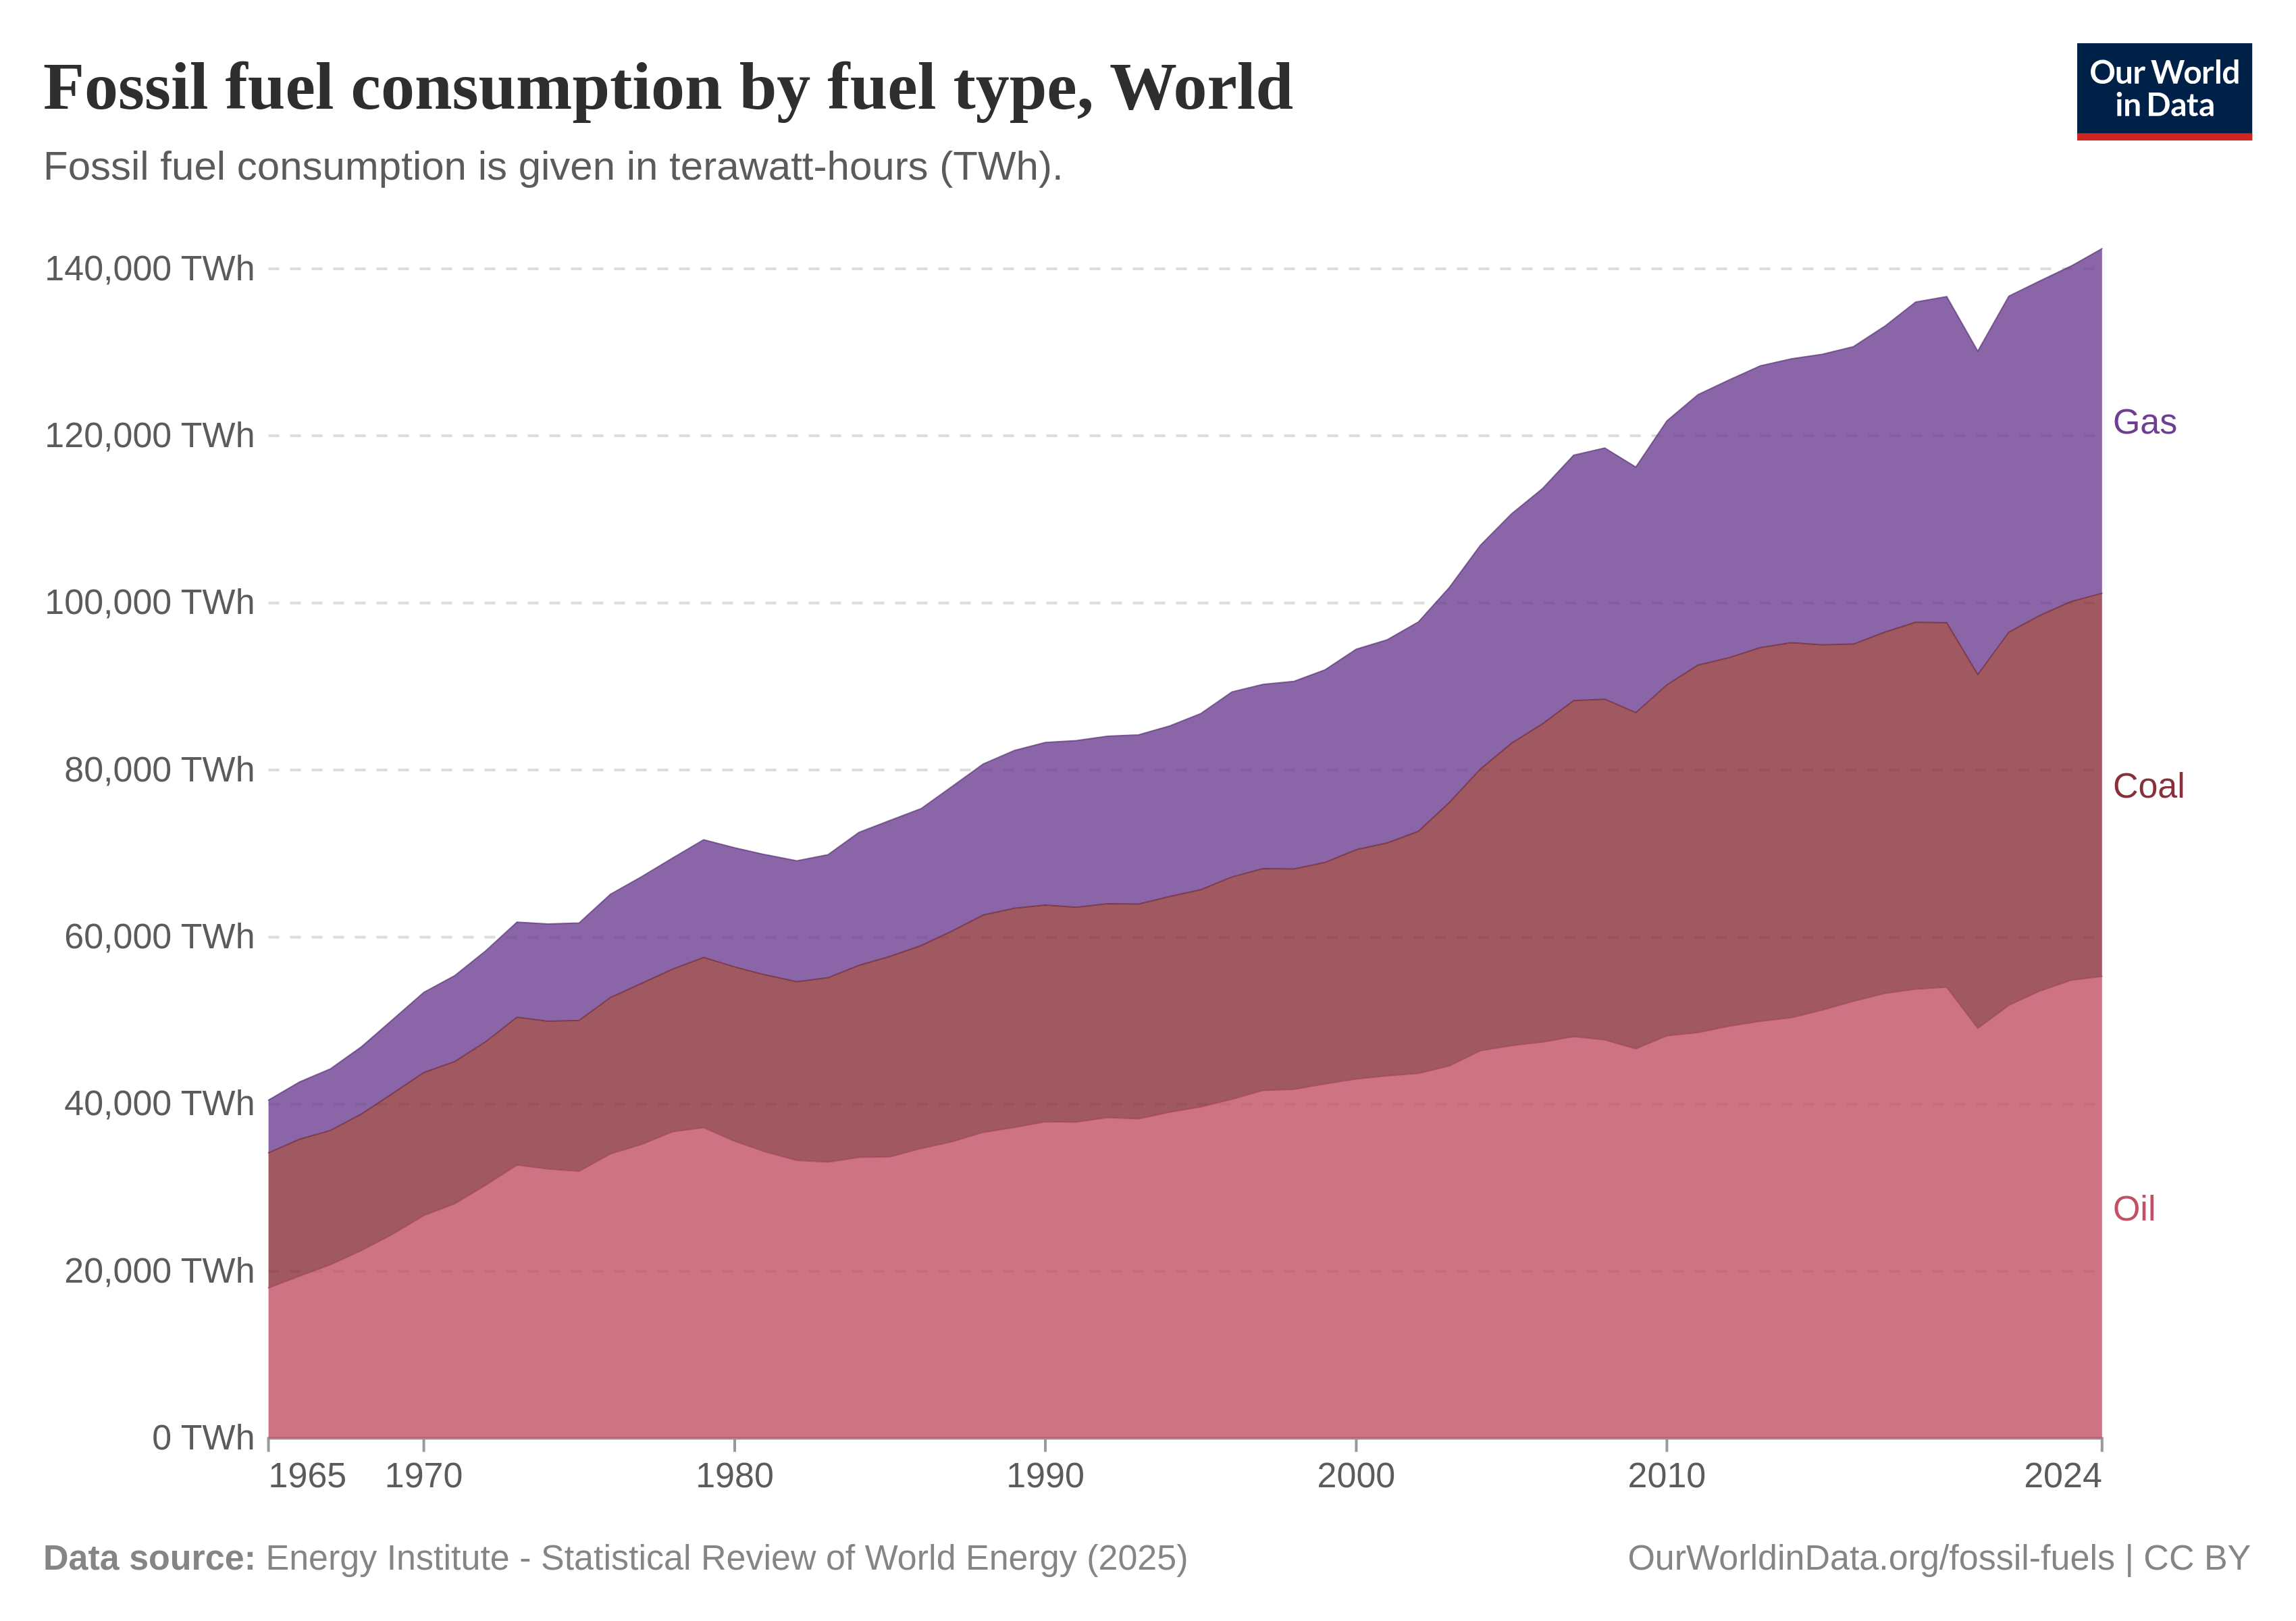 Fossil fuel consumption by fuel type, World
Our World
in Data
Fossil fuel consumption is given in terawatt-hours (TWh).
140,000 TWh
120,000 TWh
100,000 TWh
80,000 TWh
60,000 TWh
40,000 TWh
20,000 TWh
0 TWh
Gas
Coal
Oil
1965 1970 1980 1990 2000 2010 2024
Data source: Energy Institute - Statistical Review of World Energy (2025)
OurWorldinData.org/fossil-fuels | CC BY